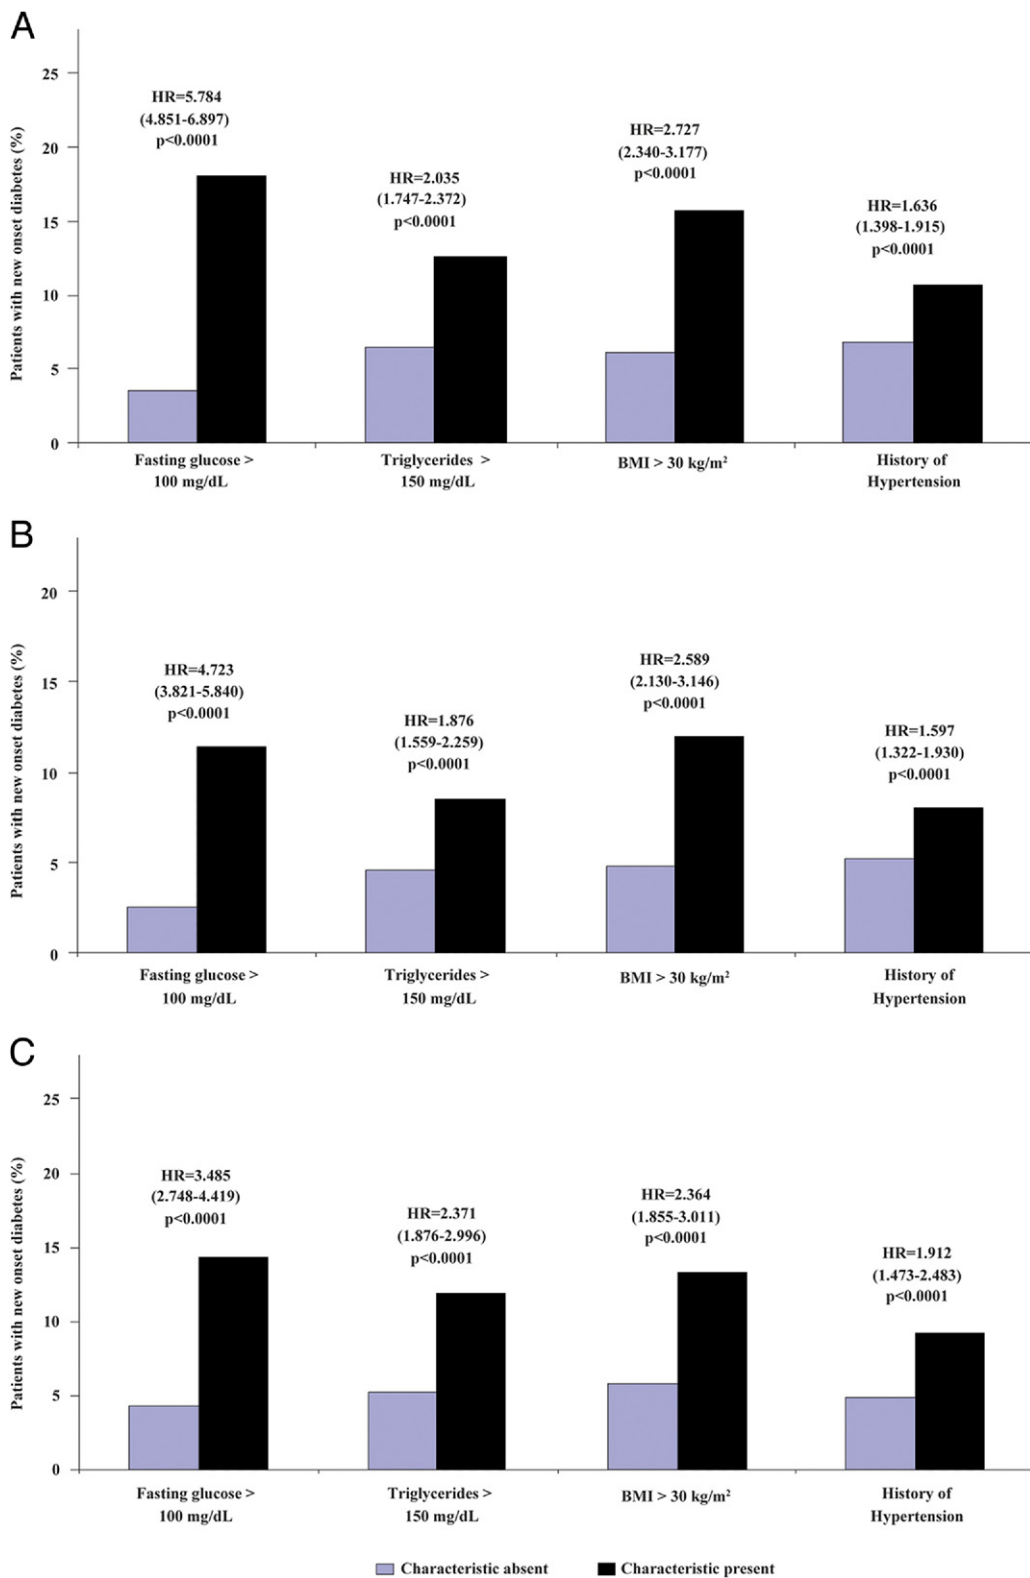 A
Patients with new onset diabetes (%)
25
20
15
10
5
0
HR=5.784
(4.851-6.897)
p<0.0001
HR=2.035
(1.747-2.372)
p<0.0001
HR=2.727
(2.340-3.177)
p<0.0001
HR=1.636
(1.398-1.915)
p<0.0001
Fasting glucose >
100 mg/dL
Triglycerides >
150 mg/dL
BMI > 30 kg/m²
History of
Hypertension
B
Patients with new onset diabetes (%)
20
15
10
5
0
HR=4.723
(3.821-5.840)
p<0.0001
HR=1.876
(1.559-2.259)
p<0.0001
HR=2.589
(2.130-3.146)
p<0.0001
HR=1.597
(1.322-1.930)
p<0.0001
Fasting glucose >
100 mg/dL
Triglycerides >
150 mg/dL
BMI > 30 kg/m²
History of
Hypertension
C
Patients with new onset diabetes (%)
25
20
15
10
5
0
HR=3.485
(2.748-4.419)
p<0.0001
HR=2.371
(1.876-2.996)
p<0.0001
HR=2.364
(1.855-3.011)
p<0.0001
HR=1.912
(1.473-2.483)
p<0.0001
Fasting glucose >
100 mg/dL
Triglycerides >
150 mg/dL
BMI > 30 kg/m²
History of
Hypertension
Characteristic absent
Characteristic present